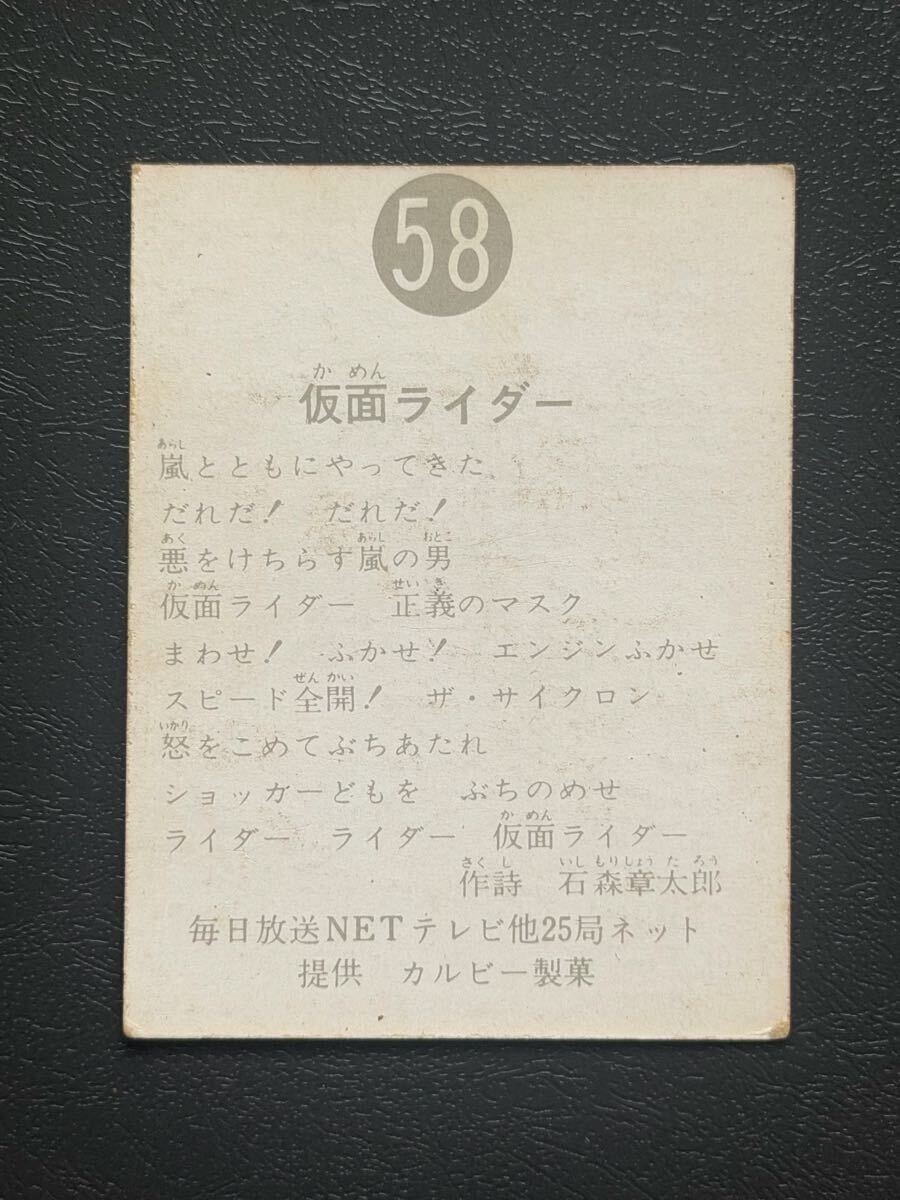 58
仮面ライダー
嵐とともにやってきた
だれだ! だれだ!
悪をけちらす嵐の男
仮面ライダー 正義のマスク
まわせ! ふかせ! エンジンふかせ
スピード全開! ザ・サイクロン
怒をこめてぶちあたれ
ショッカーどもを ぶちのめせ
ライダー ライダー 仮面ライダー
作詩 石森章太郎
毎日放送NETテレビ他25局ネット
提供 カルビー製菓